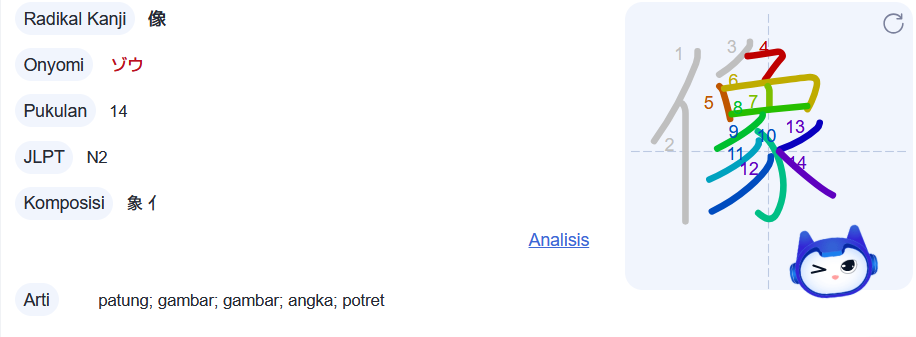 Radikal Kanji 像
Onyomi ゾウ
Pukulan 14
JLPT N2
Komposisi 象 亻
Analisis
Arti patung; gambar; gambar; angka; potret
1
2
3
4
5
6
7
8
9
10
11
12
13
14